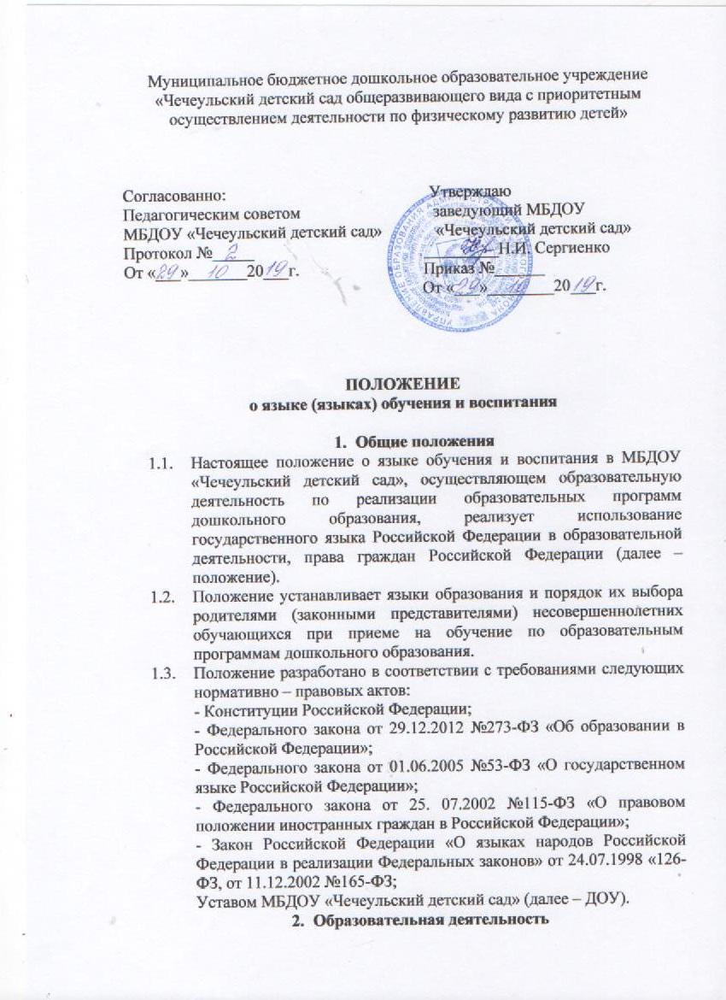 Муниципальное бюджетное дошкольное образовательное учреждение
«Чечеульский детский сад общеразвивающего вида с приоритетным
осуществлением деятельности по физическому развитию детей»
Согласованно:
Педагогическим советом
МБДОУ «Чечеульский детский сад»
Протокол № 2
От «29» 10 2019г.
Утверждаю
заведующий МБДОУ
«Чечеульский детский сад»
Н.И. Сергиенко
Приказ №______
От «29» 10 2019г.
УПРАВЛЕНИЕ ОБРАЗОВАНИЯ
ПОЛОЖЕНИЕ
о языке (языках) обучения и воспитания
1. Общие положения
1.1. Настоящее положение о языке обучения и воспитания в МБДОУ
«Чечеульский детский сад», осуществляющем образовательную
деятельность по реализации образовательных программ
дошкольного образования, реализует использование
государственного языка Российской Федерации в образовательной
деятельности, права граждан Российской Федерации (далее –
положение).
1.2. Положение устанавливает языки образования и порядок их выбора
родителями (законными представителями) несовершеннолетних
обучающихся при приеме на обучение по образовательным
программам дошкольного образования.
1.3. Положение разработано в соответствии с требованиями следующих
нормативно – правовых актов:
- Конституции Российской Федерации;
- Федерального закона от 29.12.2012 №273-ФЗ «Об образовании в
Российской Федерации»;
- Федерального закона от 01.06.2005 №53-ФЗ «О государственном
языке Российской Федерации»;
- Федерального закона от 25. 07.2002 №115-ФЗ «О правовом
положении иностранных граждан в Российской Федерации»;
- Закон Российской Федерации «О языках народов Российской
Федерации в реализации Федеральных законов» от 24.07.1998 «126-
ФЗ, от 11.12.2002 №165-ФЗ;
Уставом МБДОУ «Чечеульский детский сад» (далее – ДОУ).
2. Образовательная деятельность